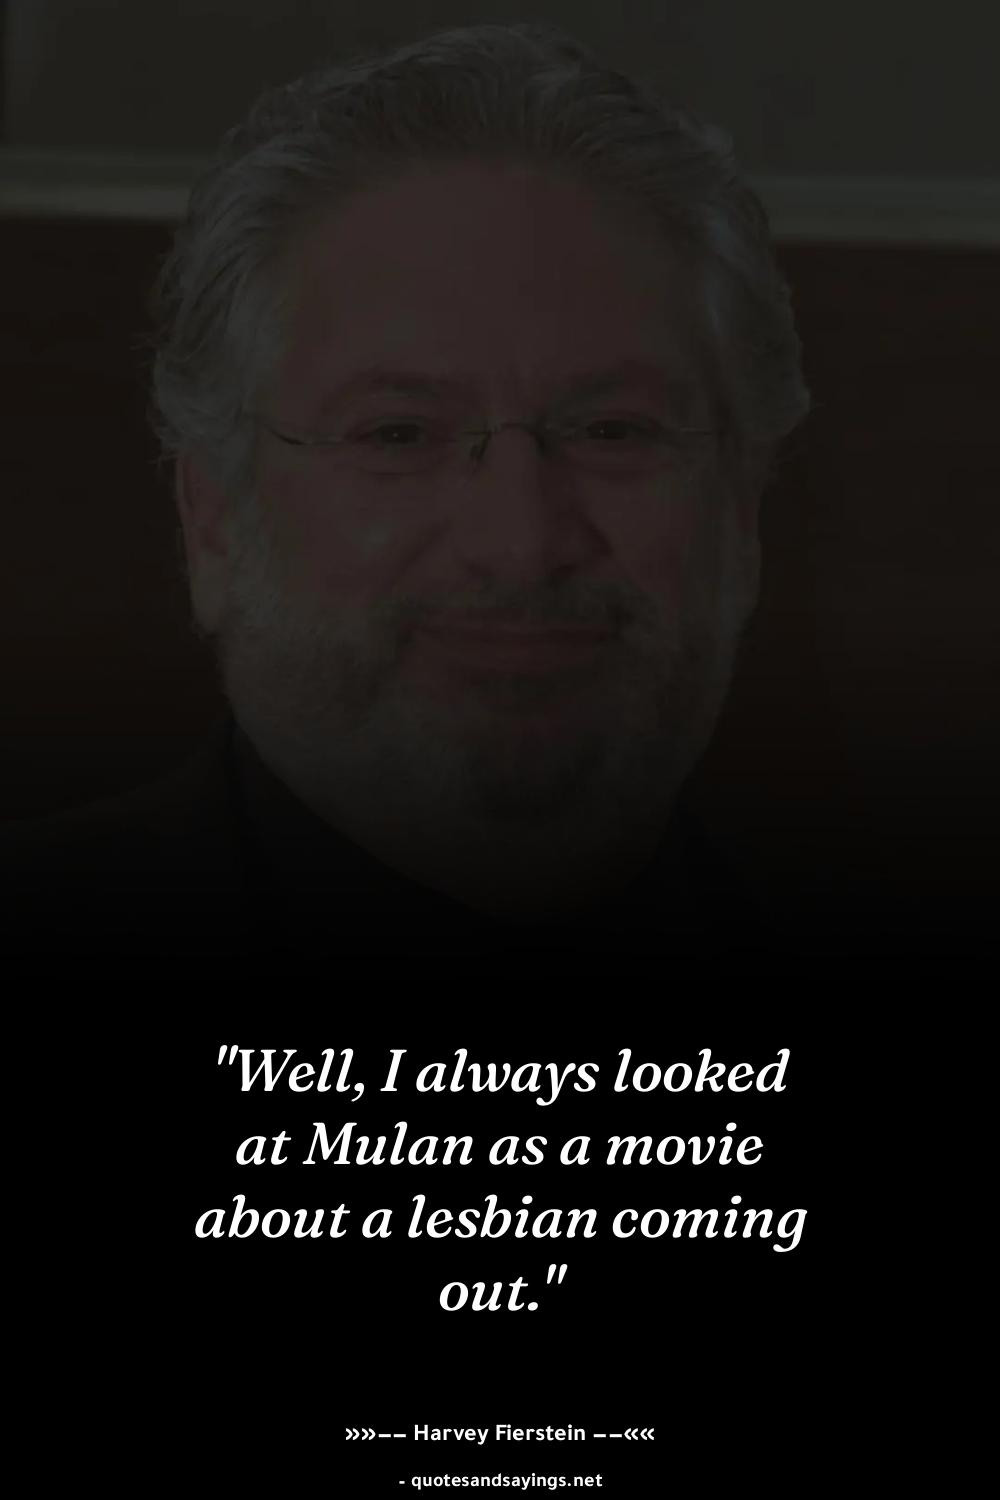 "Well, I always looked
at Mulan as a movie
about a lesbian coming
out."
»»−− Harvey Fierstein −−««
- quotesandsayings.net